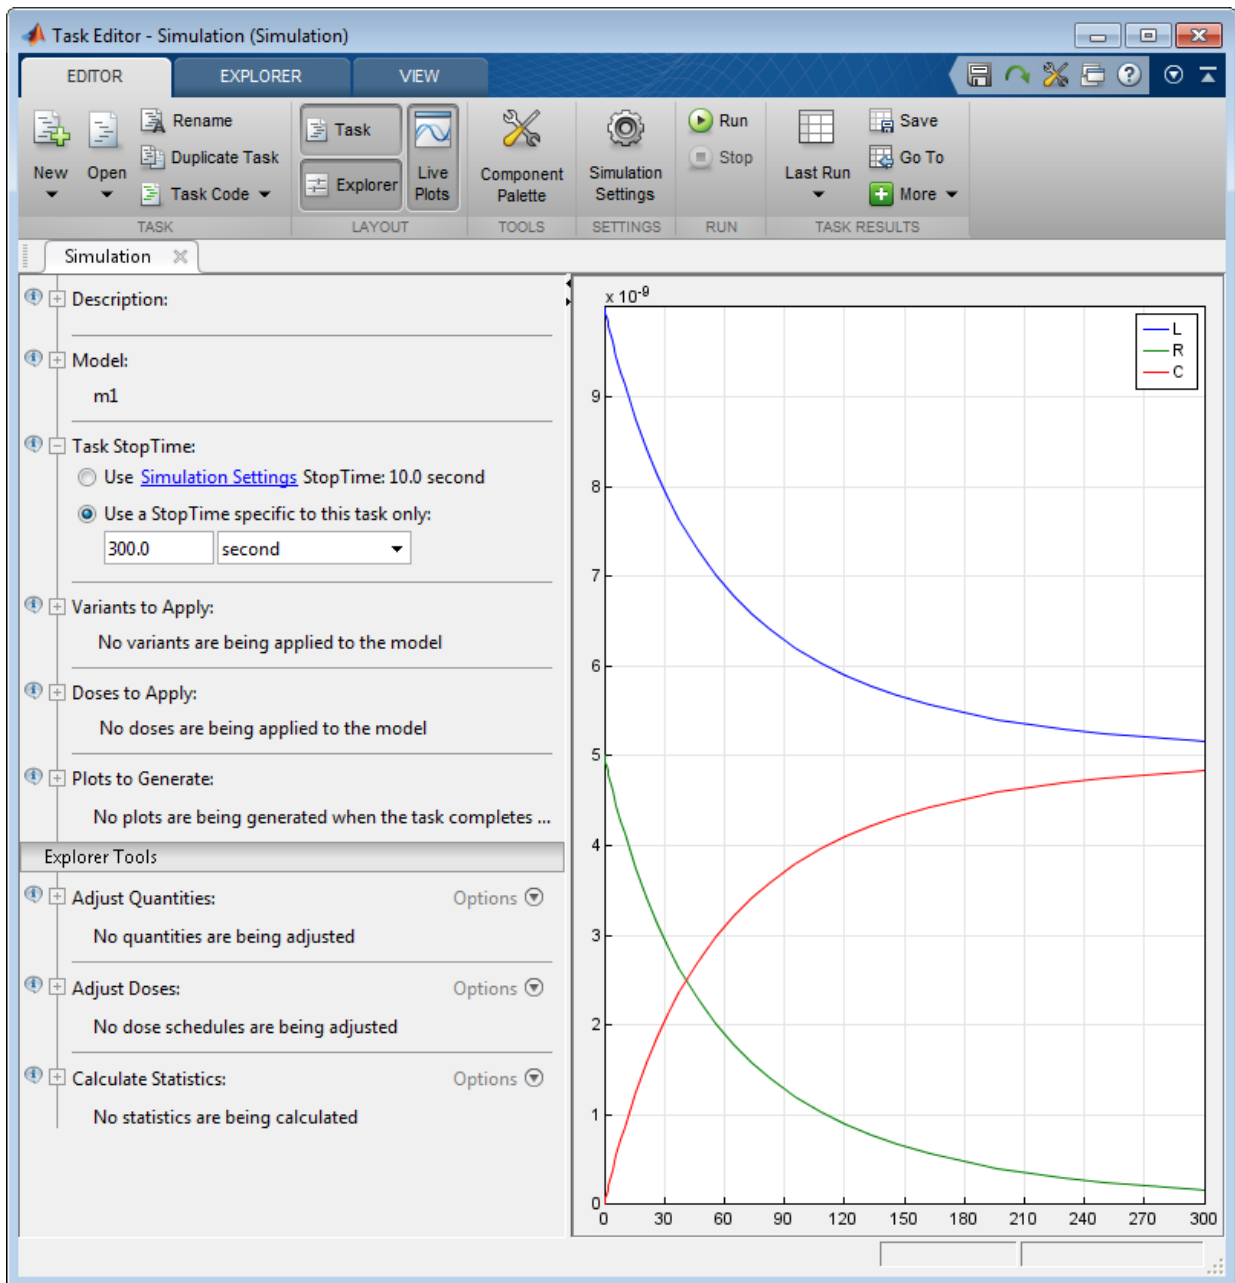 Task Editor - Simulation (Simulation)
EDITOR EXPLORER VIEW
New
Open
Rename
Duplicate Task
Task Code
TASK
Task
Explorer
Live
Plots
LAYOUT
Component
Palette
TOOLS
Simulation
Settings
SETTINGS
Run
Stop
RUN
Last Run
Save
Go To
More
TASK RESULTS
Simulation
Description:
Model:
m1
Task StopTime:
Use Simulation Settings StopTime: 10.0 second
Use a StopTime specific to this task only:
300.0 second
Variants to Apply:
No variants are being applied to the model
Doses to Apply:
No doses are being applied to the model
Plots to Generate:
No plots are being generated when the task completes ...
Explorer Tools
Adjust Quantities: Options
No quantities are being adjusted
Adjust Doses: Options
No dose schedules are being adjusted
Calculate Statistics: Options
No statistics are being calculated
x 10⁻⁹
L
R
C
9
8
7
6
5
4
3
2
1
0
0 30 60 90 120 150 180 210 240 270 300